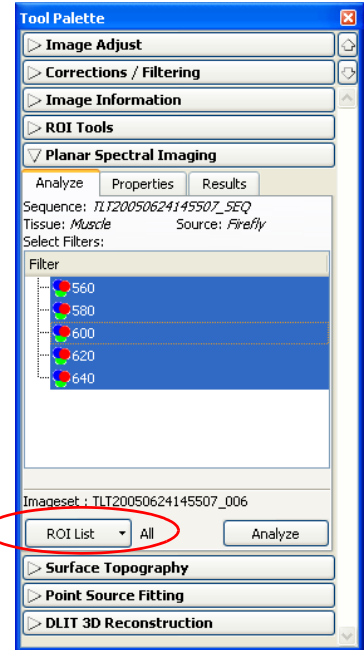 Tool Palette
Image Adjust
Corrections / Filtering
Image Information
ROI Tools
Planar Spectral Imaging
Analyze Properties Results
Sequence: TLT20050624145507_SEQ
Tissue: Muscle Source: Firefly
Select Filters:
Filter
560
580
600
620
640
Imageset : TLT20050624145507_006
ROI List All Analyze
Surface Topography
Point Source Fitting
DLIT 3D Reconstruction